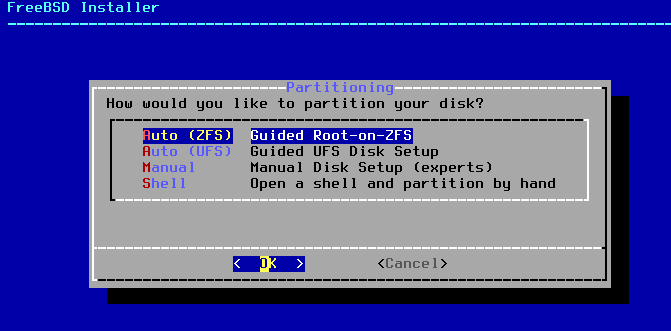 FreeBSD Installer
Partitioning
How would you like to partition your disk?
Auto (ZFS) Guided Root-on-ZFS
Auto (UFS) Guided UFS Disk Setup
Manual Manual Disk Setup (experts)
Shell Open a shell and partition by hand
< OK > <Cancel>